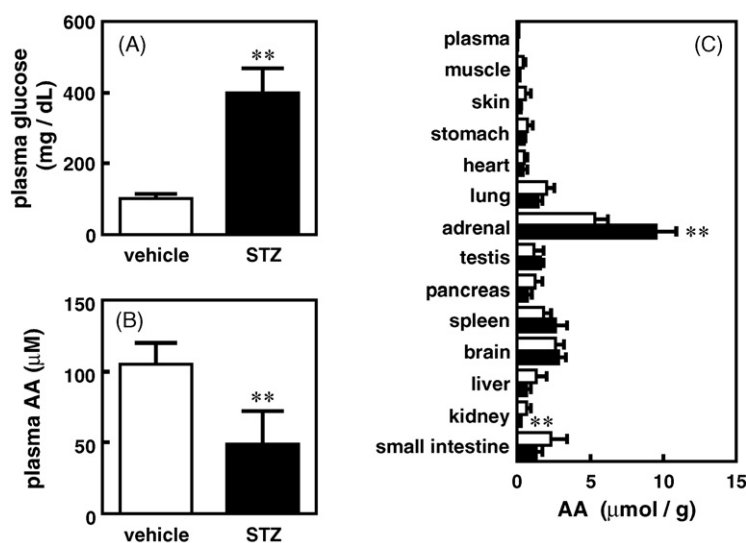 (A)
plasma glucose
(mg / dL)
600
400
200
0
**
vehicle
STZ
(B)
plasma AA (μM)
150
100
50
0
**
vehicle
STZ
(C)
plasma
muscle
skin
stomach
heart
lung
adrenal
**
testis
pancreas
spleen
brain
liver
kidney
**
small intestine
0
5
10
15
AA (μmol / g)